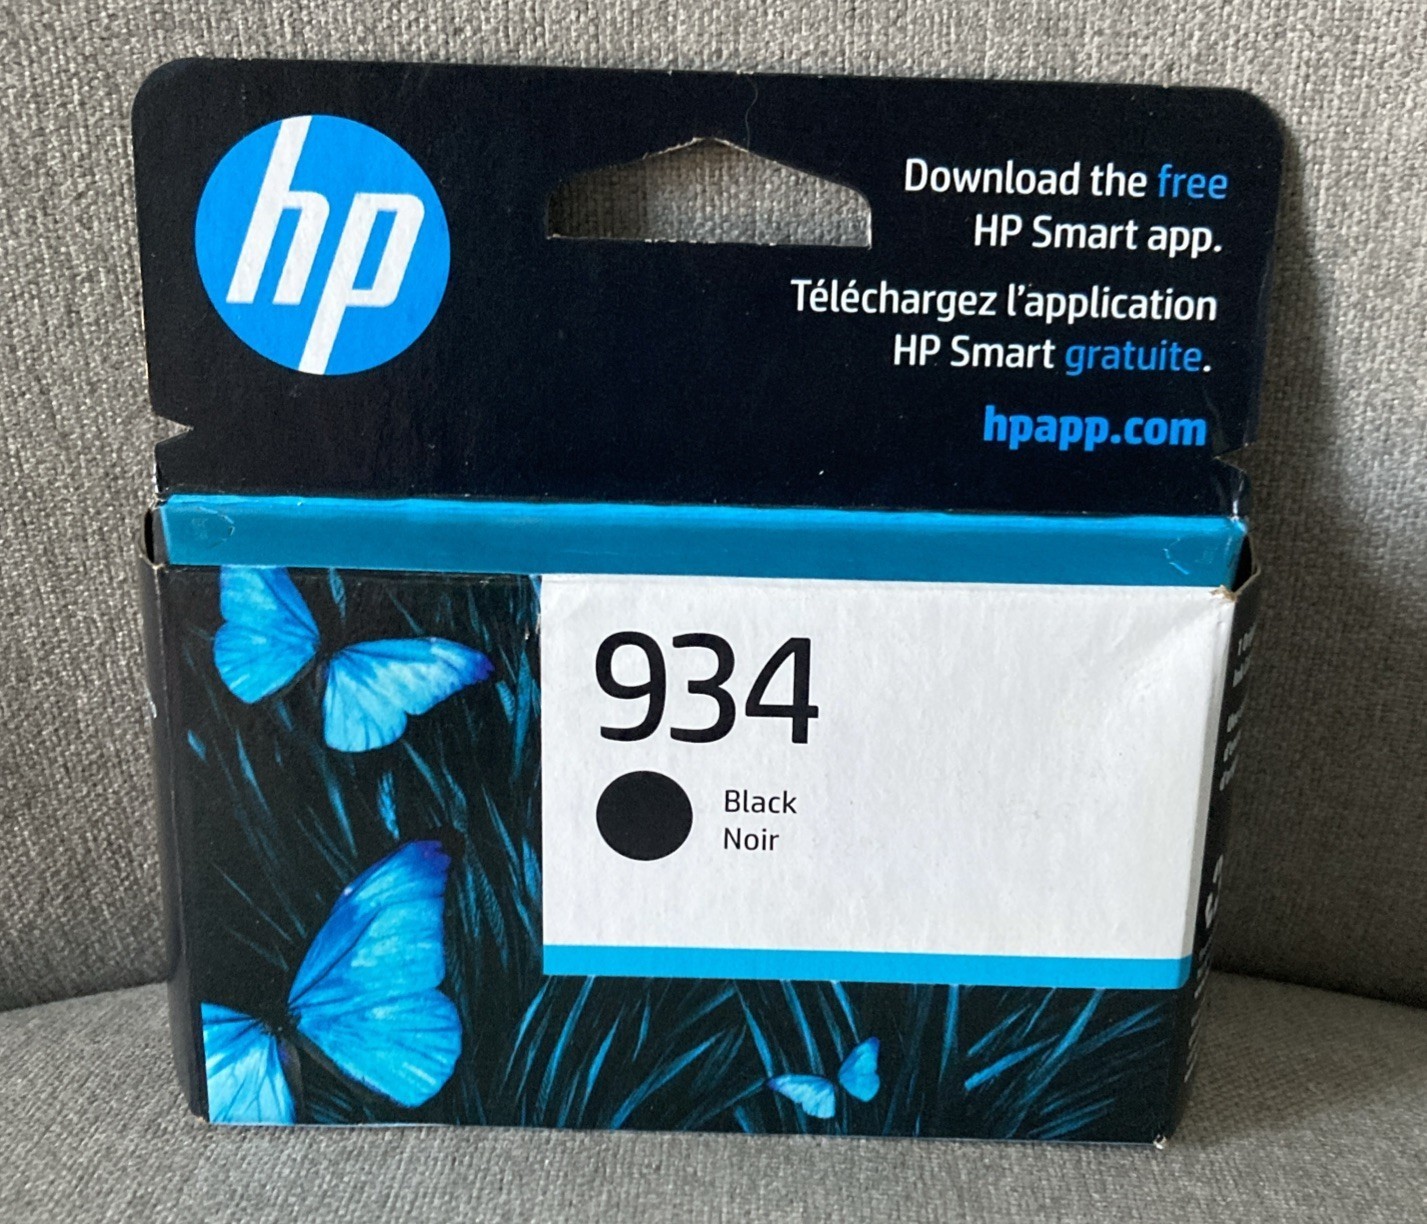 hp
Download the free
HP Smart app.
Téléchargez l'application
HP Smart gratuite.
hpapp.com
934
Black
Noir